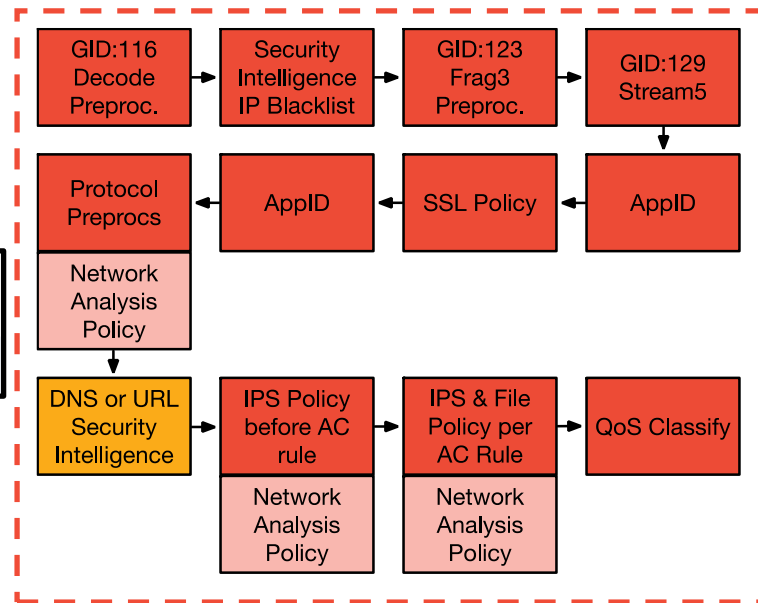 GID:116
Decode
Preproc.
Security
Intelligence
IP Blacklist
GID:123
Frag3
Preproc.
GID:129
Stream5
Protocol
Preprocs
AppID
SSL Policy
AppID
Network
Analysis
Policy
DNS or URL
Security
Intelligence
IPS Policy
before AC
rule
IPS & File
Policy per
AC Rule
QoS Classify
Network
Analysis
Policy
Network
Analysis
Policy